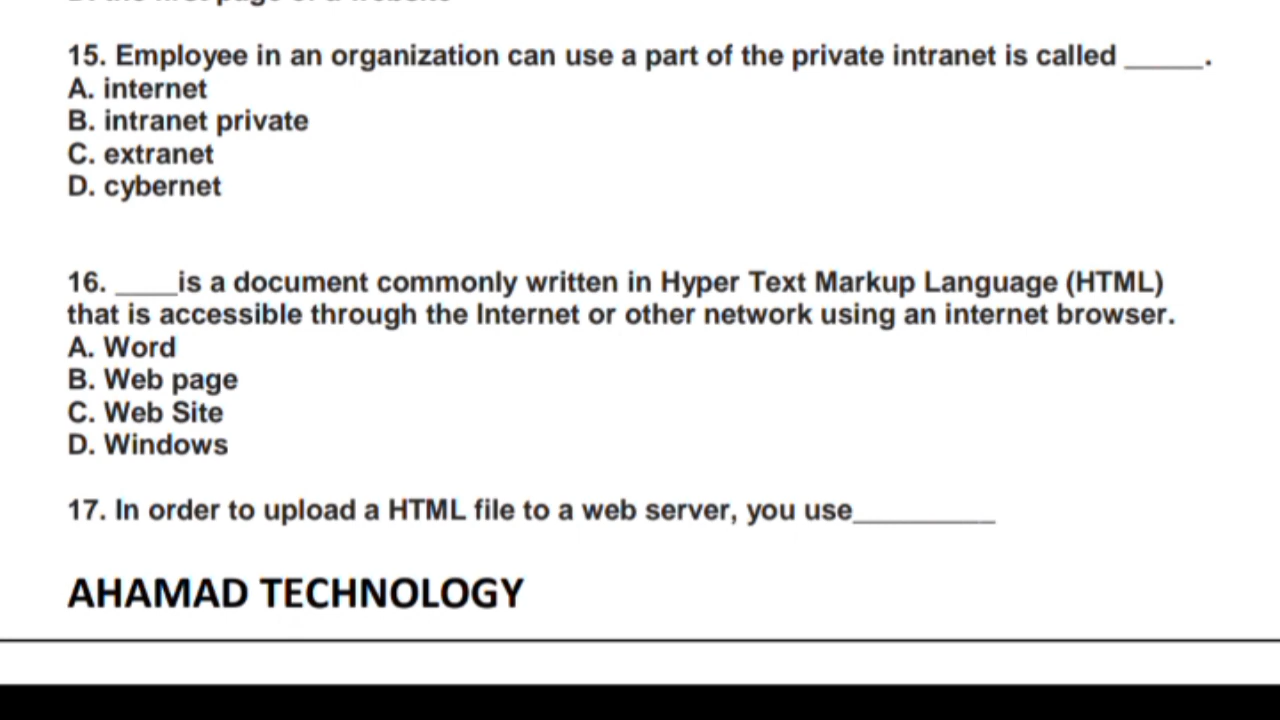 15. Employee in an organization can use a part of the private intranet is called _____.
A. internet
B. intranet private
C. extranet
D. cybernet
16. ____is a document commonly written in Hyper Text Markup Language (HTML)
that is accessible through the Internet or other network using an internet browser.
A. Word
B. Web page
C. Web Site
D. Windows
17. In order to upload a HTML file to a web server, you use_________
AHAMAD TECHNOLOGY